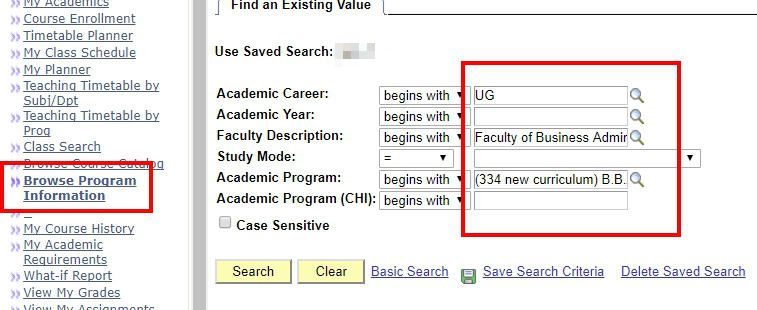 My Academics
Course Enrollment
Timetable Planner
My Class Schedule
My Planner
Teaching Timetable by
Subj/Dpt
Teaching Timetable by
Prog
Class Search
Browse Course Catalog
Browse Program
Information
My Course History
My Academic
Requirements
What-if Report
View My Grades
View My Assignments
Find an Existing Value
Use Saved Search:
Academic Career: begins with UG
Academic Year: begins with
Faculty Description: begins with Faculty of Business Admir
Study Mode: =
Academic Program: begins with (334 new curriculum) B.B.
Academic Program (CHI): begins with
Case Sensitive
Search Clear Basic Search Save Search Criteria Delete Saved Search